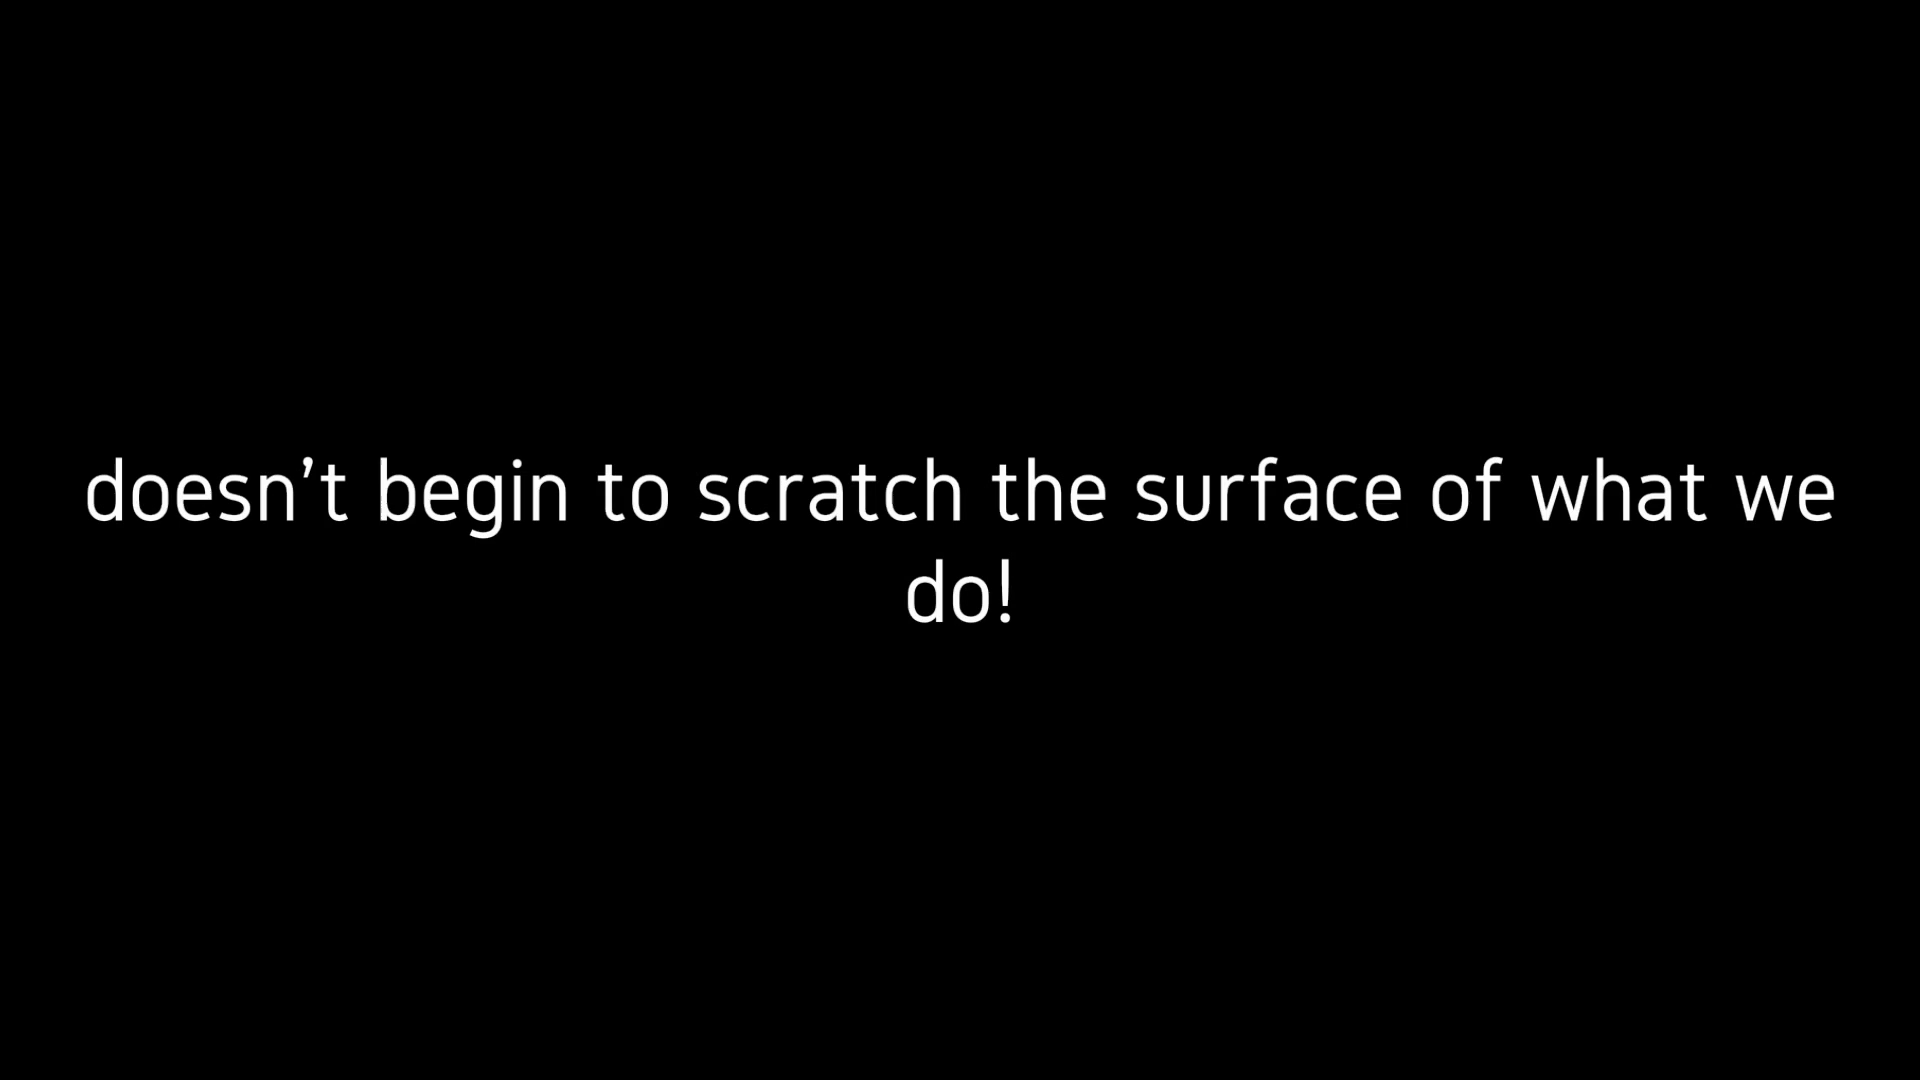 doesn’t begin to scratch the surface of what we
do!